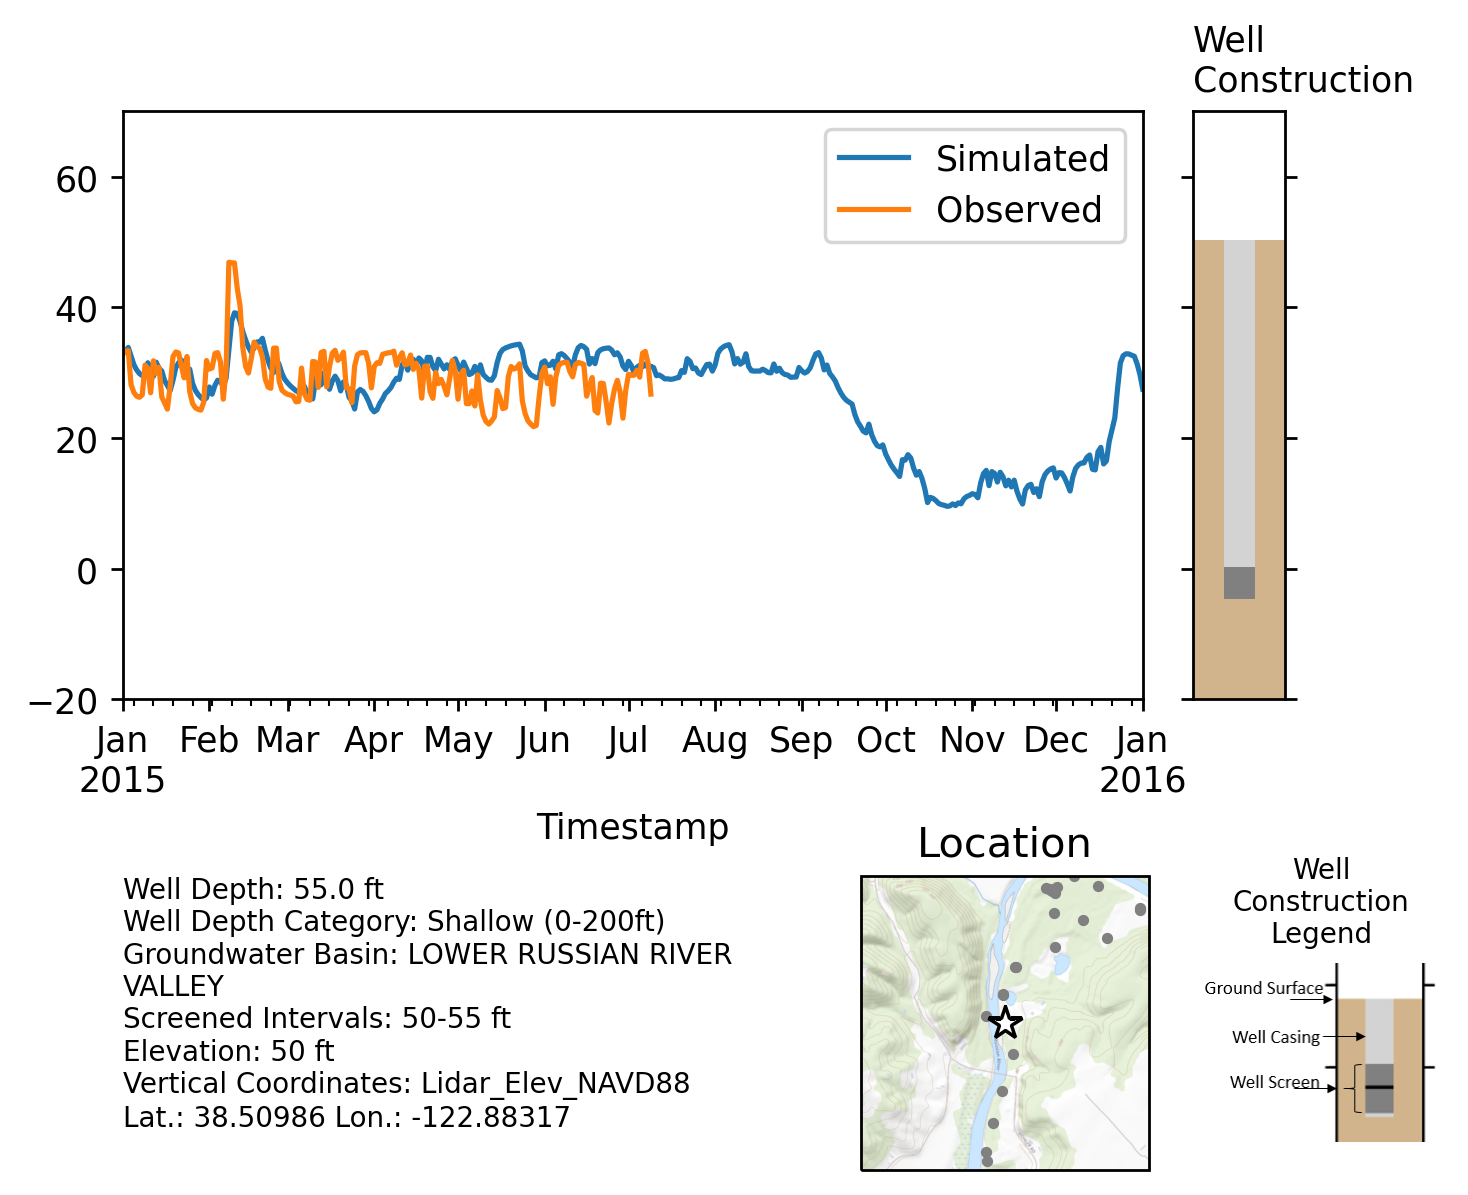 Well
Construction
60
40
20
0
−20
Simulated
Observed
Jan Feb Mar Apr May Jun Jul Aug Sep Oct Nov Dec Jan
2015 2016
Timestamp
Well Depth: 55.0 ft
Well Depth Category: Shallow (0-200ft)
Groundwater Basin: LOWER RUSSIAN RIVER
VALLEY
Screened Intervals: 50-55 ft
Elevation: 50 ft
Vertical Coordinates: Lidar_Elev_NAVD88
Lat.: 38.50986 Lon.: -122.88317
Location
Well
Construction
Legend
Ground Surface
Well Casing
Well Screen